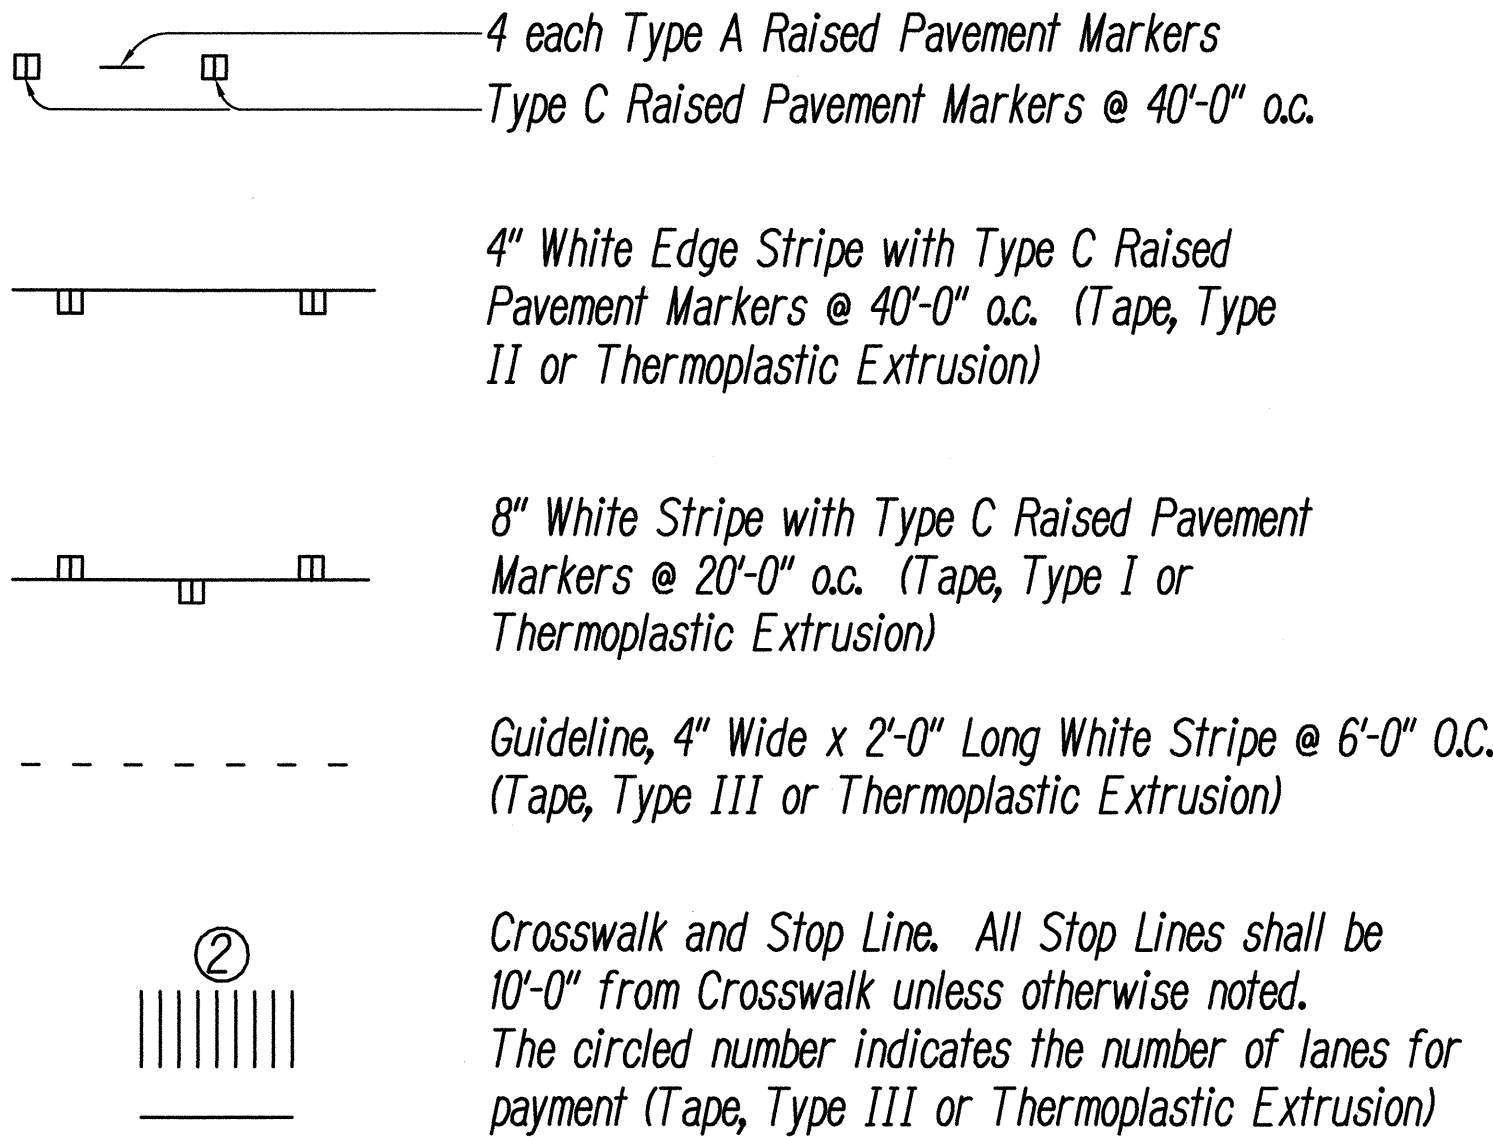 4 each Type A Raised Pavement Markers
Type C Raised Pavement Markers @ 40'-0" o.c.
4" White Edge Stripe with Type C Raised
Pavement Markers @ 40'-0" o.c. (Tape, Type
II or Thermoplastic Extrusion)
8" White Stripe with Type C Raised Pavement
Markers @ 20'-0" o.c. (Tape, Type I or
Thermoplastic Extrusion)
Guideline, 4" Wide x 2'-0" Long White Stripe @ 6'-0" O.C.
(Tape, Type III or Thermoplastic Extrusion)
2
Crosswalk and Stop Line. All Stop Lines shall be
10'-0" from Crosswalk unless otherwise noted.
The circled number indicates the number of lanes for
payment (Tape, Type III or Thermoplastic Extrusion)